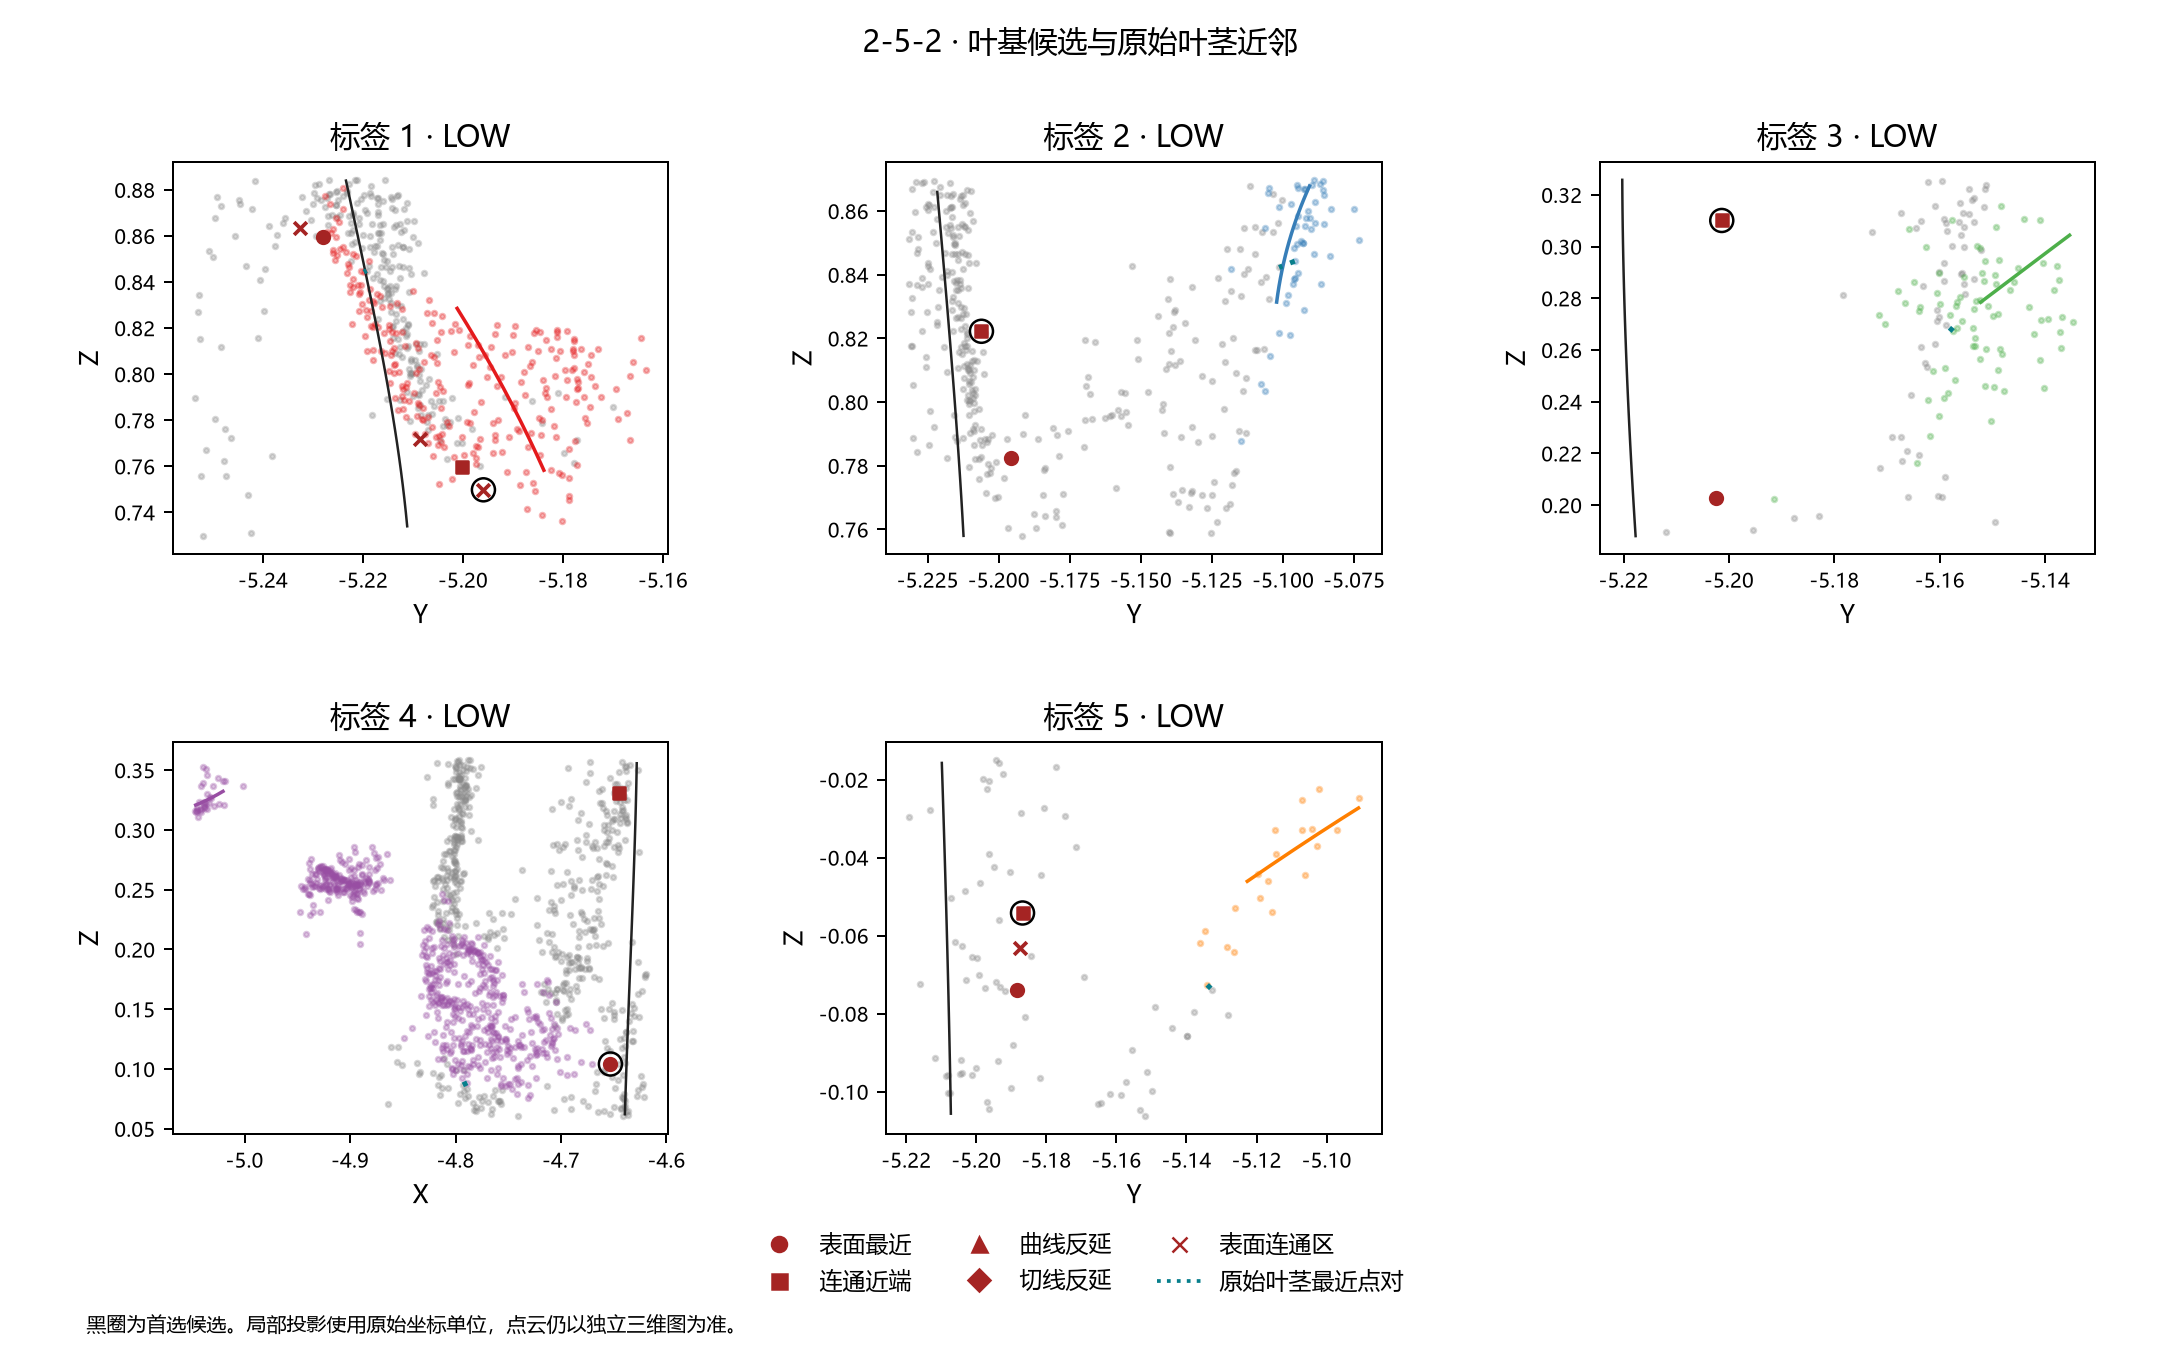 2-5-2 · 叶基候选与原始叶茎近邻
标签 1 · LOW
0.88
0.86
0.84
0.82
0.80
0.78
0.76
0.74
Z
-5.24
-5.22
-5.20
-5.18
-5.16
Y
标签 2 · LOW
0.86
0.84
0.82
0.80
0.78
0.76
Z
-5.225
-5.200
-5.175
-5.150
-5.125
-5.100
-5.075
Y
标签 3 · LOW
0.32
0.30
0.28
0.26
0.24
0.22
0.20
Z
-5.22
-5.20
-5.18
-5.16
-5.14
Y
标签 4 · LOW
0.35
0.30
0.25
0.20
0.15
0.10
0.05
Z
-5.0
-4.9
-4.8
-4.7
-4.6
X
标签 5 · LOW
-0.02
-0.04
-0.06
-0.08
-0.10
Z
-5.22
-5.20
-5.18
-5.16
-5.14
-5.12
-5.10
Y
表面最近
连通近端
曲线反延
切线反延
表面连通区
原始叶茎最近点对
黑圈为首选候选。局部投影使用原始坐标单位，点云仍以独立三维图为准。